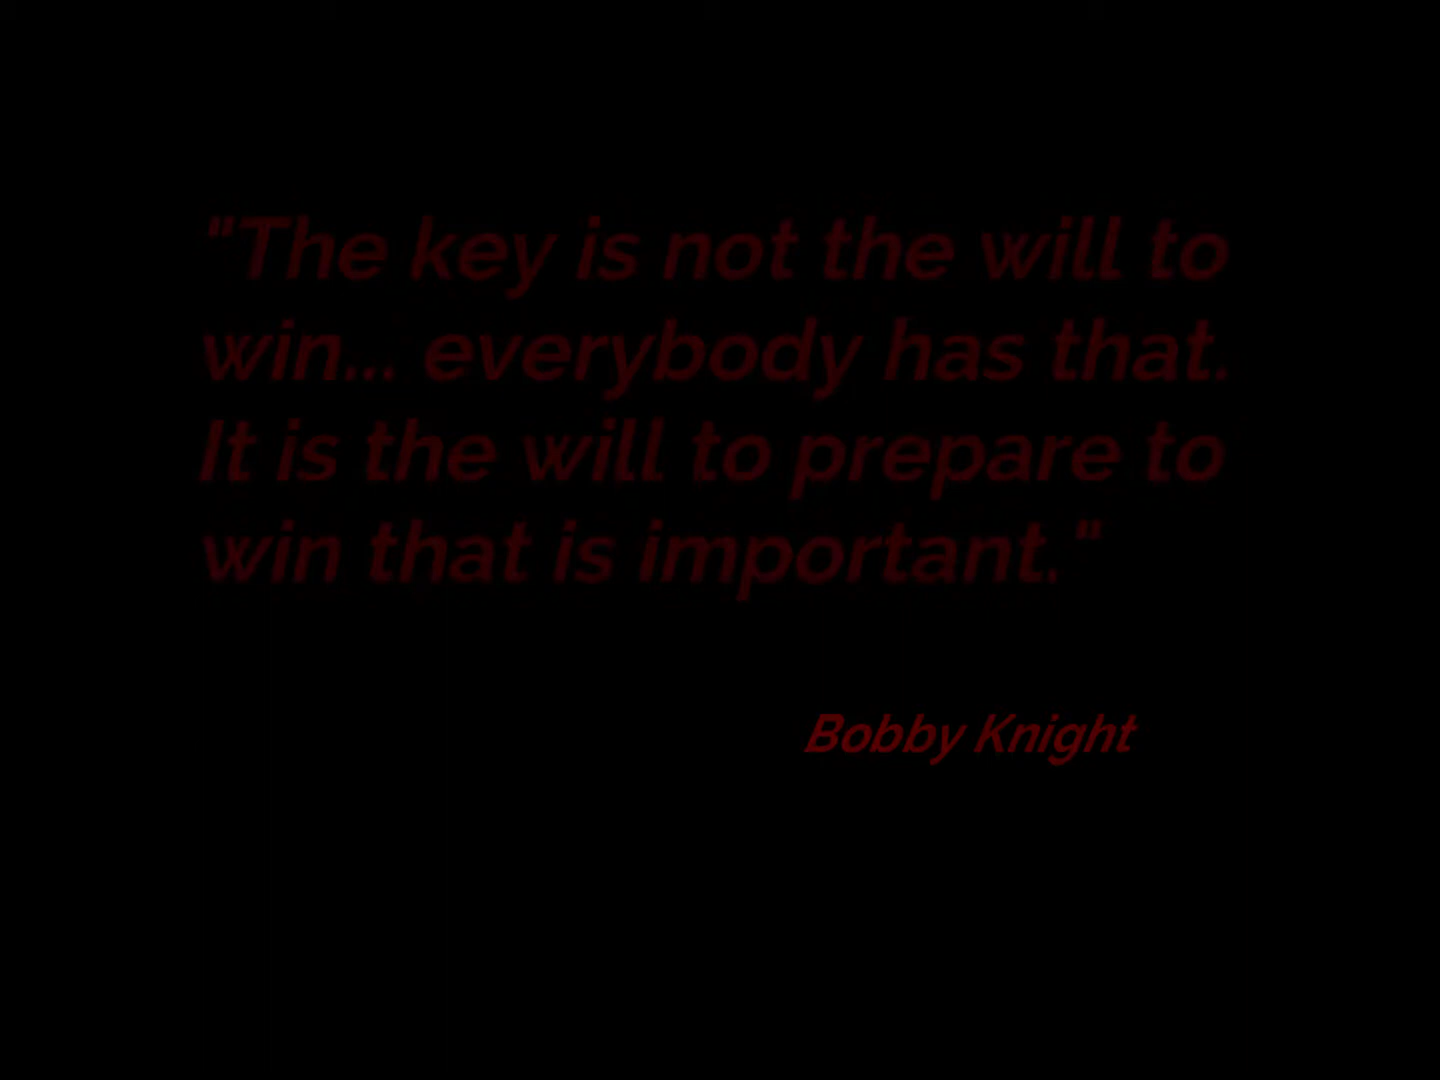 "The key is not the will to
win... everybody has that.
It is the will to prepare to
win that is important."
Bobby Knight